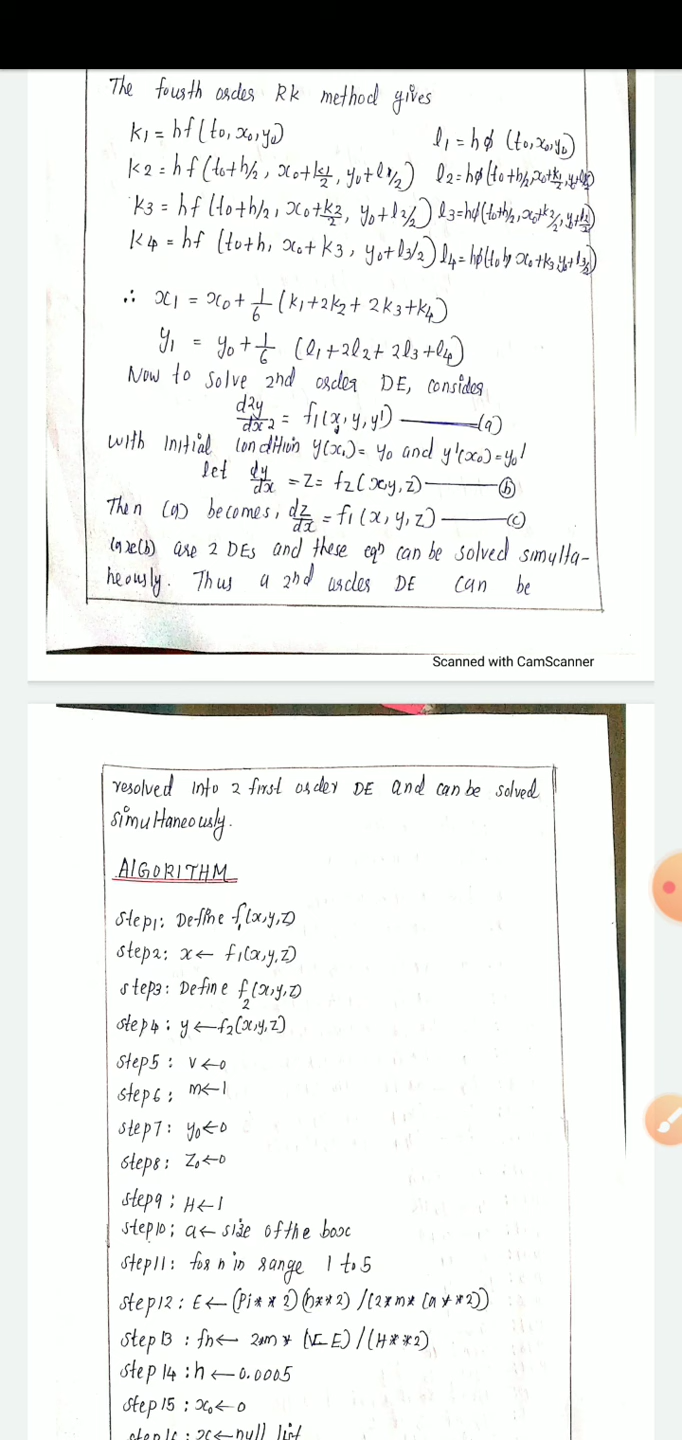 The fourth order RK method gives
k1 = hf(t0, x0, y0) l1 = hϕ (t0, x0, y0)
k2 = hf(t0+h/2, x0+k1/2, y0+l1/2) l2=hϕ(t0+h/2, x0+k1/2, y0+l1/2)
k3 = hf(t0+h/2, x0+k2/2, y0+l2/2) l3=hϕ(t0+h/2, x0+k2/2, y0+l2/2)
k4 = hf (t0+h, x0+k3, y0+l3/2) l4=hϕ(t0 h x0+k3 y0+l3/2)
∴ x1 = x0 + 1/6 (k1+2k2+2k3+k4)
y1 = y0 + 1/6 (l1+2l2+2l3+l4)
Now to solve 2nd order DE, consider
d2y/dx2 = f1(x, y, y') —— (a)
with initial condition y(x0)= y0 and y'(x0)=y0'
let dy/dx = z = f2(x,y,z) —— (b)
Then (a) becomes, dz/dx = f1(x, y, z) —— (c)
are 2 DEs and these eqn can be solved simulta-
neously. Thus a 2nd order DE can be
Scanned with CamScanner
resolved into 2 first order DE and can be solved
simultaneously.
ALGORITHM
Step1: Define f1(x,y,z)
step2: x← f1(x,y,z)
step3: Define f2(x,y,z)
step4: y←f2(x,y,z)
step5: v←0
step6: m←1
step7: y0←0
step8: z0←0
step9: H←1
step10: a← size of the box
step11: for n in range 1 to 5
step12: E←(Pi**2)(n**2)/(2*m*(a**2))
step13: fn← 2*m*(V-E)/(H**2)
step14: h ←0.0005
step15: x0←0
step16: x←null list